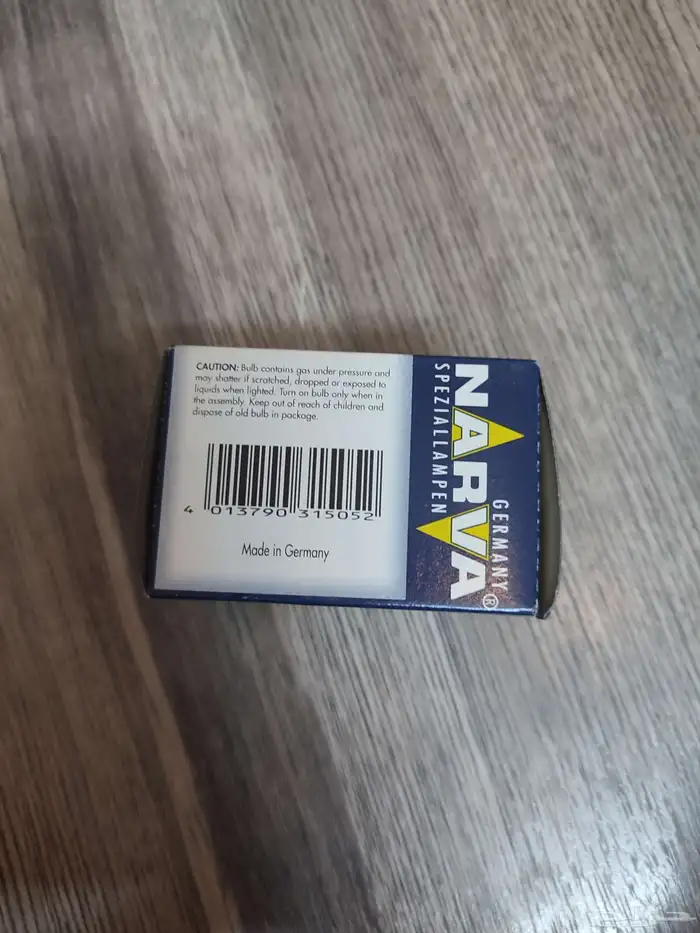 CAUTION: Bulb contains gas under pressure and
may shatter if scratched, dropped or exposed to
liquids when lighted. Turn on bulb only when in
the assembly. Keep out of reach of children and
dispose of old bulb in package.
4 013790 315052
Made in Germany
NARVA®
GERMANY
SPEZIALLAMPEN